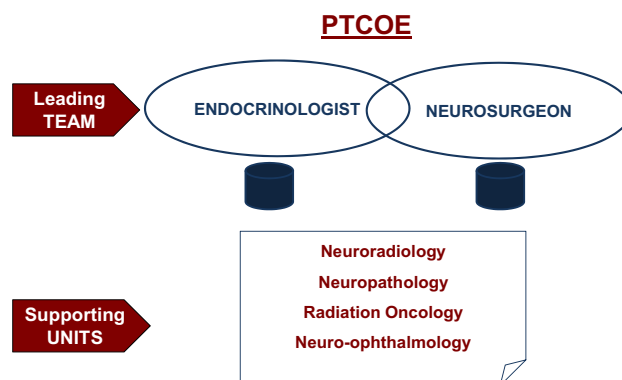 PTCOE
Leading
TEAM
ENDOCRINOLOGIST
NEUROSURGEON
Neuroradiology
Neuropathology
Radiation Oncology
Neuro-ophthalmology
Supporting
UNITS